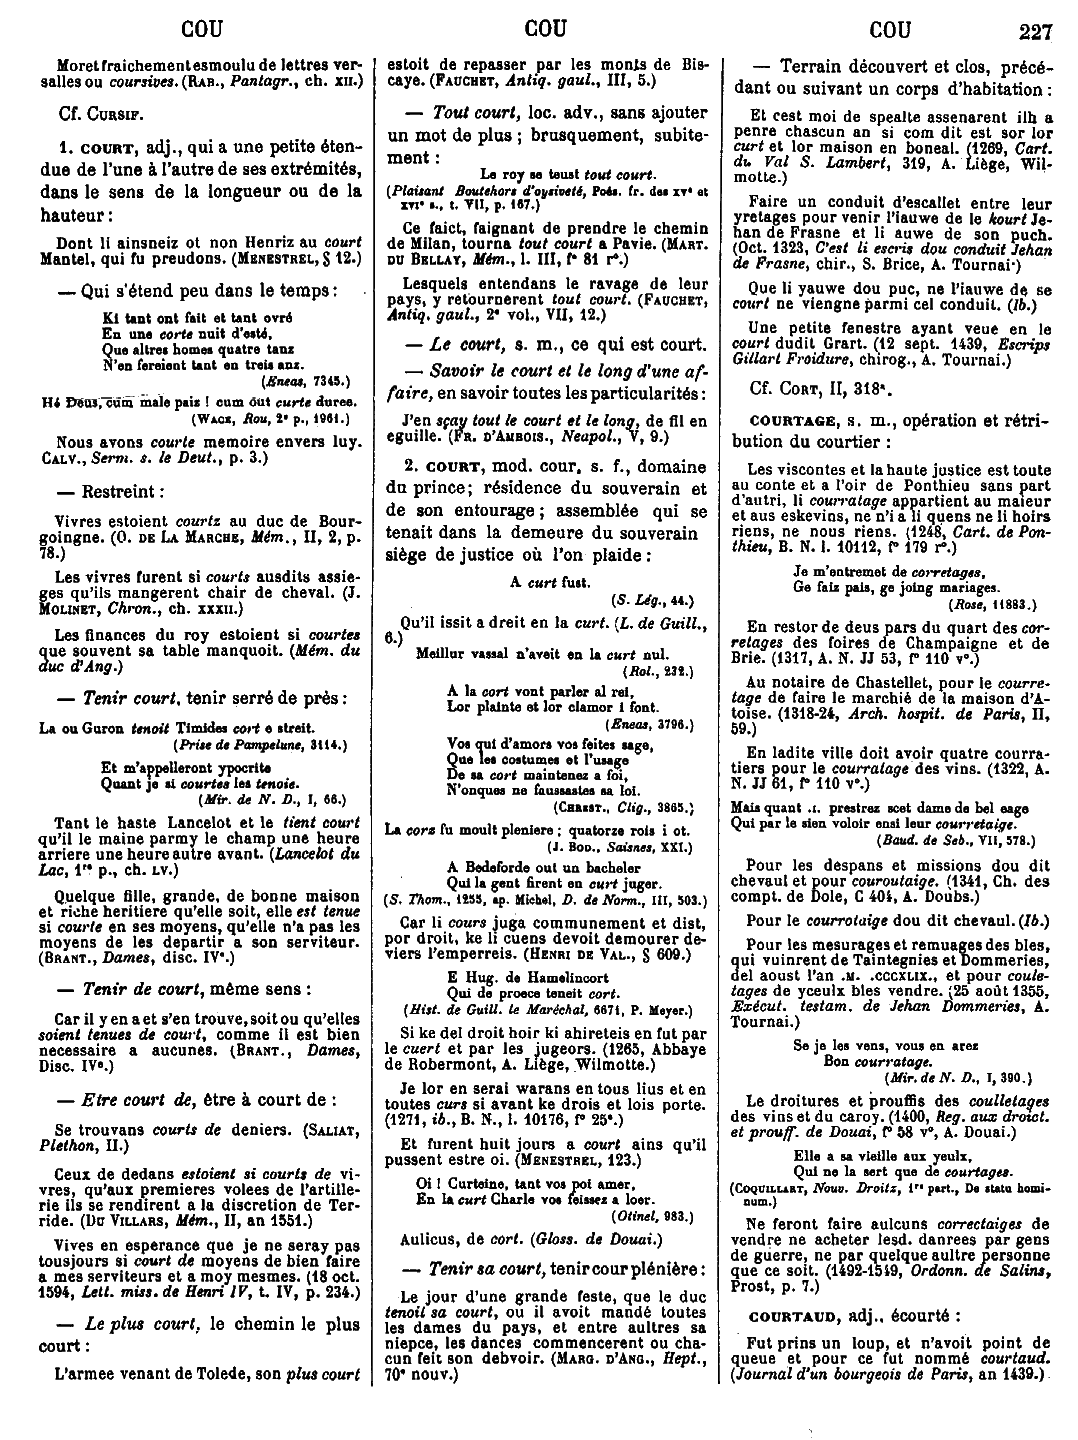 COU
COU
COU
227
Moret fraichement esmoulu de lettres ver-
salles ou coursives. (RAB., Pantagr., ch. XII.)
Cf. CURSIF.
1. COURT, adj., qui a une petite éten-
due de l'une à l'autre de ses extrémités,
dans le sens de la longueur ou de la
hauteur :
Dont li ainsneiz ot non Henriz au court
Mantel, qui fu preudons. (MENESTREL, § 12.)
— Qui s'étend peu dans le temps :
Ki tant ont fait et tant ovré
En une corte nuit d'esté,
Que altres homes quatre tanz
N'en fereient tant en treis anz.
(Eneas, 7345.)
Hé Deus, cum male paiz ! cum out curte duree.
(WACE, Rou, 2e p., 1961.)
Nous avons courte memoire envers luy.
CALV., Serm. s. le Deut., p. 3.)
— Restreint :
Vivres estoient courtz au duc de Bour-
goingne. (O. DE LA MARCHE, Mém., II, 2, p.
78.)
Les vivres furent si courts ausdits assie-
ges qu'ils mangerent chair de cheval. (J.
MOLINET, Chron., ch. XXXII.)
Les finances du roy estoient si courtes
que souvent sa table manquoit. (Mém. du
duc d'Ang.)
— Tenir court, tenir serré de près :
La ou Guron tenoit Timides cort e streit.
(Prise de Pampelune, 3114.)
Et m'appelleront ypocrite
Quant je si courtes les tenoie.
(Mir. de N. D., I, 66.)
Tant le haste Lancelot et le tient court
qu'il le maine parmy le champ une heure
arriere une heure autre avant. (Lancelot du
Lac, 1re p., ch. LV.)
Quelque fille, grande, de bonne maison
et riche heritiere qu'elle soit, elle est tenue
si courte en ses moyens, qu'elle n'a pas les
moyens de les departir a son serviteur.
(BRANT., Dames, disc. IVe.)
— Tenir de court, même sens :
Car il y en a et s'en trouve, soit ou qu'elles
soient tenues de court, comme il est bien
necessaire a aucunes. (BRANT., Dames,
Disc. IVe.)
— Etre court de, être à court de :
Se trouvans courts de deniers. (SALIAT,
Plethon, II.)
Ceux de dedans estoient si courts de vi-
vres, qu'aux premieres volees de l'artille-
rie ils se rendirent a la discretion de Ter-
ride. (DU VILLARS, Mém., II, an 1551.)
Vives en esperance que je ne seray pas
tousjours si court de moyens de bien faire
a mes serviteurs et a moy mesmes. (18 oct.
1594, Lett. miss. de Henri IV, t. IV, p. 234.)
— Le plus court, le chemin le plus
court :
L'armee venant de Tolede, son plus court
estoit de repasser par les monts de Bis-
caye. (FAUCHET, Antiq. gaul., III, 5.)
— Tout court, loc. adv., sans ajouter
un mot de plus ; brusquement, subite-
ment :
Le roy se teust tout court.
(Plaisant Boutehors d'oysiveté, Poés. fr. des XVe et
XVIe s., t. VII, p. 167.)
Ce faict, faignant de prendre le chemin
de Milan, tourna tout court a Pavie. (MART.
DU BELLAY, Mém., l. III, fo 81 ro.)
Lesquels entendans le ravage de leur
pays, y retournerent tout court. (FAUCHET,
Antiq. gaul., 2e vol., VII, 12.)
— Le court, s. m., ce qui est court.
— Savoir le court et le long d'une af-
faire, en savoir toutes les particularités :
J'en sçay tout le court et le long, de fil en
eguille. (FR. D'AMBOIS., Neapol., V, 9.)
2. COURT, mod. cour, s. f., domaine
du prince; résidence du souverain et
de son entourage ; assemblée qui se
tenait dans la demeure du souverain
siège de justice où l'on plaide :
A curt fust.
(S. Lég., 44.)
Qu'il issit a dreit en la curt. (L. de Guill.,
6.)
Meillur vassal n'aveit en la curt nul.
(Rol., 232.)
A la cort vont parler al rei,
Lor plainte et lor clamor i font.
(Eneas, 3796.)
Vos qui d'amors vos feites sage,
Que les costumes et l'usage
De sa cort maintenez a foi,
N'onques ne faussastes sa loi.
(CHREST., Clig., 3865.)
La corz fu moult pleniere ; quatorze rois i ot.
(J. BOD., Saisnes, XXI.)
A Bedeforde out un bacheler
Qui la gent firent en curt juger.
(S. Thom., 1255, ap. Michel, D. de Norm., III, 503.)
Car li cours juga communement et dist,
por droit, ke li cuens devoit demourer de-
viers l'emperreis. (HENRI DE VAL., § 609.)
E Hug. de Hamelincort
Qui de proece teneit cort.
(Hist. de Guill. le Maréchal, 6671, P. Meyer.)
Si ke del droit hoir ki ahireteis en fut par
le cuert et par les jugeors. (1265, Abbaye
de Robermont, A. Liège, Wilmotte.)
Je lor en serai warans en tous lius et en
toutes curs si avant ke drois et lois porte.
(1271, ib., B. N., l. 10176, fo 25e.)
Et furent huit jours a court ains qu'il
pussent estre oi. (MENESTREL, 123.)
Oi ! Curteine, tant vos pot amer,
En la curt Charle vos feissez a loer.
(Otinel, 983.)
Aulicus, de cort. (Gloss. de Douai.)
— Tenir sa court, tenir cour plénière :
Le jour d'une grande feste, que le duc
tenoit sa court, ou il avoit mandé toutes
les dames du pays, et entre aultres sa
niepce, les dances commencerent ou cha-
cun feit son debvoir. (MARG. D'ANG., Hept.,
70e nouv.)
— Terrain découvert et clos, précé-
dant ou suivant un corps d'habitation :
Et cest moi de spealte assenarent ilh a
penre chascun an si com dit est sor lor
curt et lor maison en boneal. (1269, Cart.
du Val S. Lambert, 319, A. Liège, Wil-
motte.)
Faire un conduit d'escallet entre leur
yretages pour venir l'iauwe de le kourt Je-
han de Frasne et li auwe de son puch.
(Oct. 1323, C'est li escris dou conduit Jehan
de Frasne, chir., S. Brice, A. Tournai.)
Que li yauwe dou puc, ne l'iauwe de se
court ne viengne parmi cel conduit. (Ib.)
Une petite fenestre ayant veue en le
court dudit Grart. (12 sept. 1439, Escrips
Gillart Froidure, chirog., A. Tournai.)
Cf. CORT, II, 318a.
COURTAGE, s. m., opération et rétri-
bution du courtier :
Les viscontes et la haute justice est toute
au conte et a l'oir de Ponthieu sans part
d'autri, li courratage appartient au maieur
et aus eskevins, ne n'i a li quens ne li hoirs
riens, ne nous riens. (1248, Cart. de Pon-
thieu, B. N. l. 10112, fo 179 ro.)
Je m'entremet de corretages,
Ge faiz pais, ge joing mariages.
(Rose, 11883.)
En restor de deus pars du quart des cor-
retages des foires de Champaigne et de
Brie. (1317, A. N. JJ 53, fo 110 vo.)
Au notaire de Chastellet, pour le courre-
tage de faire le marchié de la maison d'A-
toise. (1318-24, Arch. hospit. de Paris, II,
59.)
En ladite ville doit avoir quatre courra-
tiers pour le courratage des vins. (1322, A.
N. JJ 61, fo 110 vo.)
Mais quant .I. prestrez scet dame de bel eage
Qui par le sien voloir ensi leur courretaige.
(Baud. de Seb., VII, 578.)
Pour les despans et missions dou dit
chevaul et pour couroutaige. (1341, Ch. des
compt. de Dole, C 404, A. Doubs.)
Pour le courrotaige dou dit chevaul. (Ib.)
Pour les mesurages et remuages des bles,
qui vuinrent de Taintegnies et Dommeries,
del aoust l'an .M. .CCCXLIX., et pour coule-
tages de yceulx bles vendre. (25 août 1355,
Exécut. testam. de Jehan Dommeries, A.
Tournai.)
Se je les vens, vous en arez
Bon courratage.
(Mir. de N. D., I, 390.)
Le droitures et prouffis des coulletages
des vins et du caroy. (1400, Reg. aux droict.
et prouff. de Douai, fo 58 vo, A. Douai.)
Elle a sa vieille aux yeulx,
Qui ne la sert que de courtages.
(COQUILLART, Nouv. Droitz, 1re part., De statu homi-
num.)
Ne feront faire aulcuns correctaiges de
vendre ne acheter lesd. danrees par gens
de guerre, ne par quelque aultre personne
que ce soit. (1492-1549, Ordonn. de Salins,
Prost, p. 7.)
COURTAUD, adj., écourté :
Fut prins un loup, et n'avoit point de
queue et pour ce fut nommé courtaud.
(Journal d'un bourgeois de Paris, an 1439.)